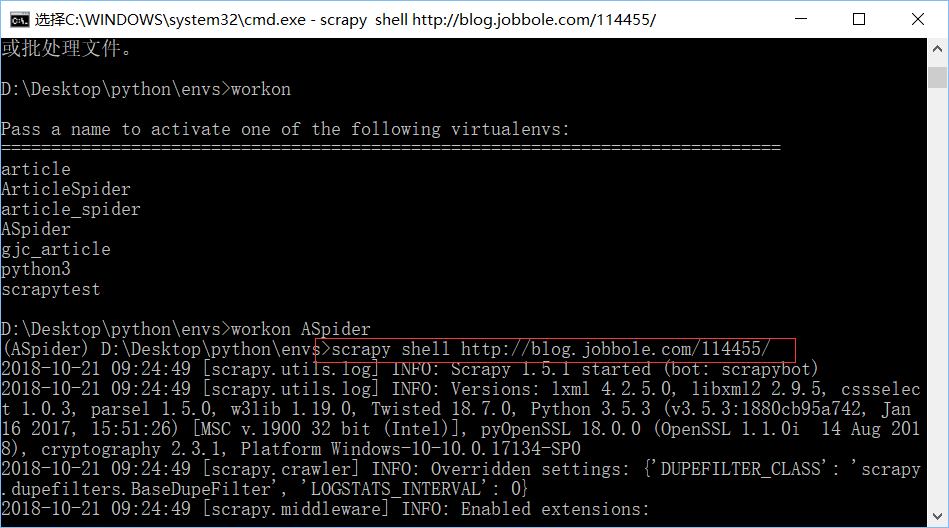 选择C:\WINDOWS\system32\cmd.exe - scrapy  shell http://blog.jobbole.com/114455/
或批处理文件。
D:\Desktop\python\envs>workon
Pass a name to activate one of the following virtualenvs:
==============================================================================
article
ArticleSpider
article_spider
ASpider
gjc_article
python3
scrapytest
D:\Desktop\python\envs>workon ASpider
(ASpider) D:\Desktop\python\envs>scrapy shell http://blog.jobbole.com/114455/
2018-10-21 09:24:49 [scrapy.utils.log] INFO: Scrapy 1.5.1 started (bot: scrapybot)
2018-10-21 09:24:49 [scrapy.utils.log] INFO: Versions: lxml 4.2.5.0, libxml2 2.9.5, cssselec
t 1.0.3, parsel 1.5.0, w3lib 1.19.0, Twisted 18.7.0, Python 3.5.3 (v3.5.3:1880cb95a742, Jan
16 2017, 15:51:26) [MSC v.1900 32 bit (Intel)], pyOpenSSL 18.0.0 (OpenSSL 1.1.0i  14 Aug 201
8), cryptography 2.3.1, Platform Windows-10-10.0.17134-SP0
2018-10-21 09:24:49 [scrapy.crawler] INFO: Overridden settings: {'DUPEFILTER_CLASS': 'scrapy
.dupefilters.BaseDupeFilter', 'LOGSTATS_INTERVAL': 0}
2018-10-21 09:24:49 [scrapy.middleware] INFO: Enabled extensions: